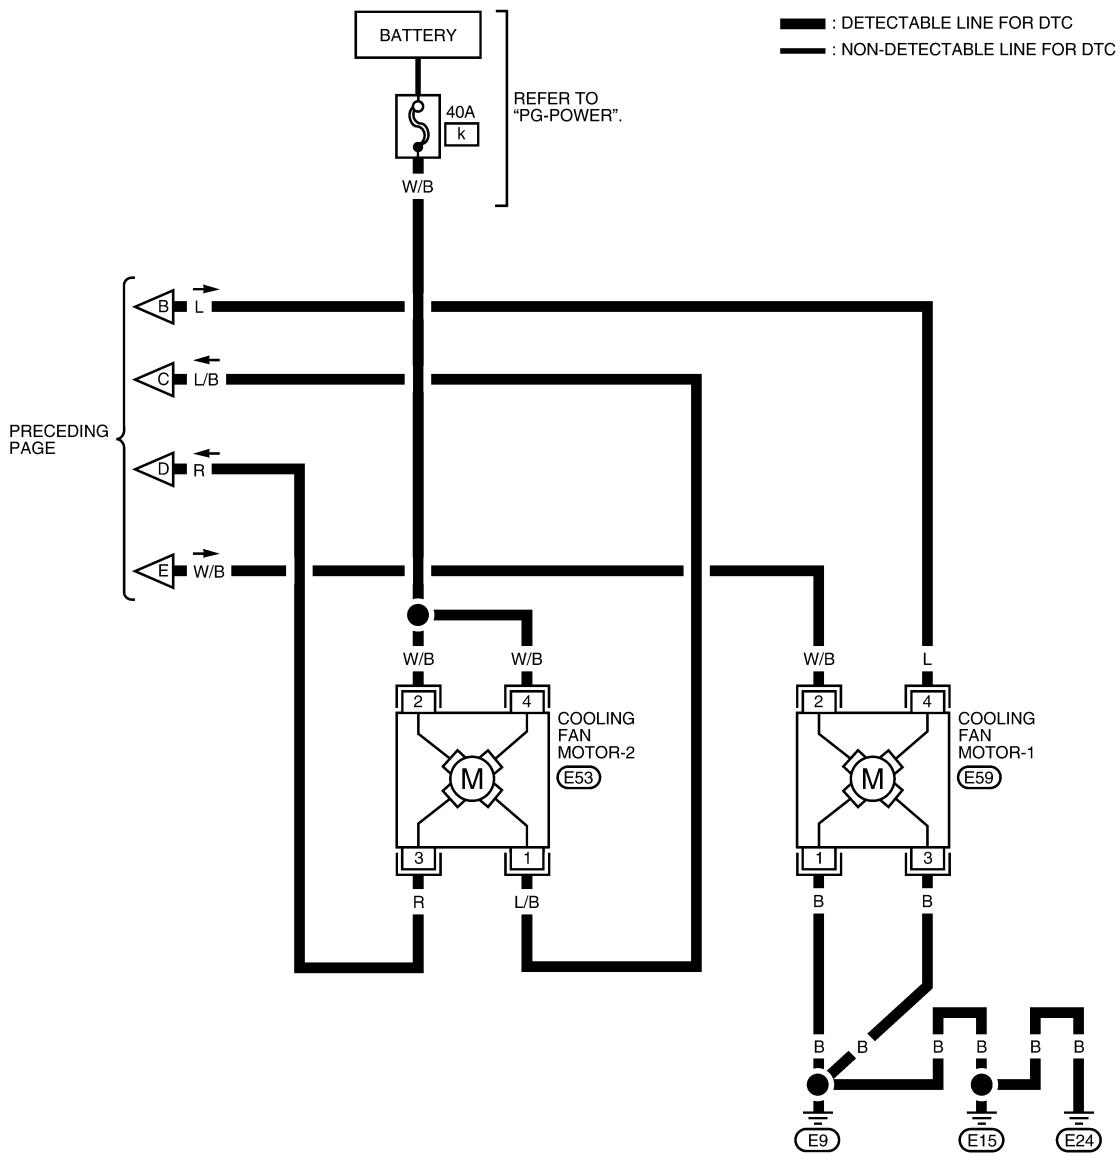 BATTERY
: DETECTABLE LINE FOR DTC
: NON-DETECTABLE LINE FOR DTC
40A
k
REFER TO
“PG-POWER”.
W/B
B
L
C
L/B
PRECEDING
PAGE
D
R
E
W/B
W/B
W/B
W/B
L
2
4
2
4
COOLING
FAN
MOTOR-2
E53
M
COOLING
FAN
MOTOR-1
E59
M
3
1
1
3
R
L/B
B
B
B
B
B
B
B
B
E9
E15
E24